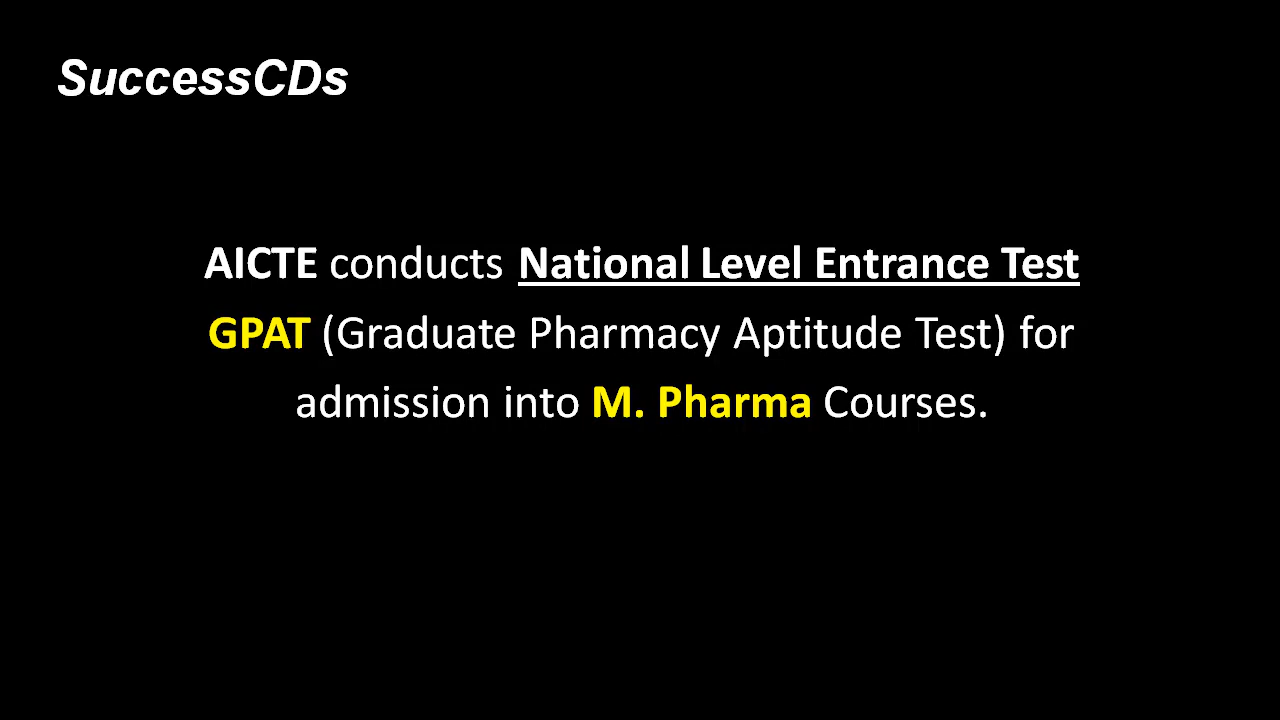 SuccessCDs
AICTE conducts National Level Entrance Test
GPAT (Graduate Pharmacy Aptitude Test) for
admission into M. Pharma Courses.